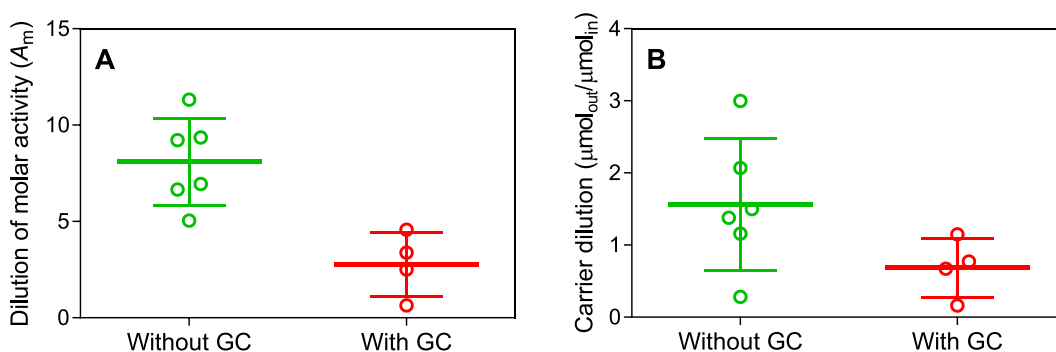 A
Dilution of molar activity (Am)
15
10
5
0
Without GC
With GC
B
Carrier dilution (µmolout/µmolin)
4
3
2
1
0
Without GC
With GC